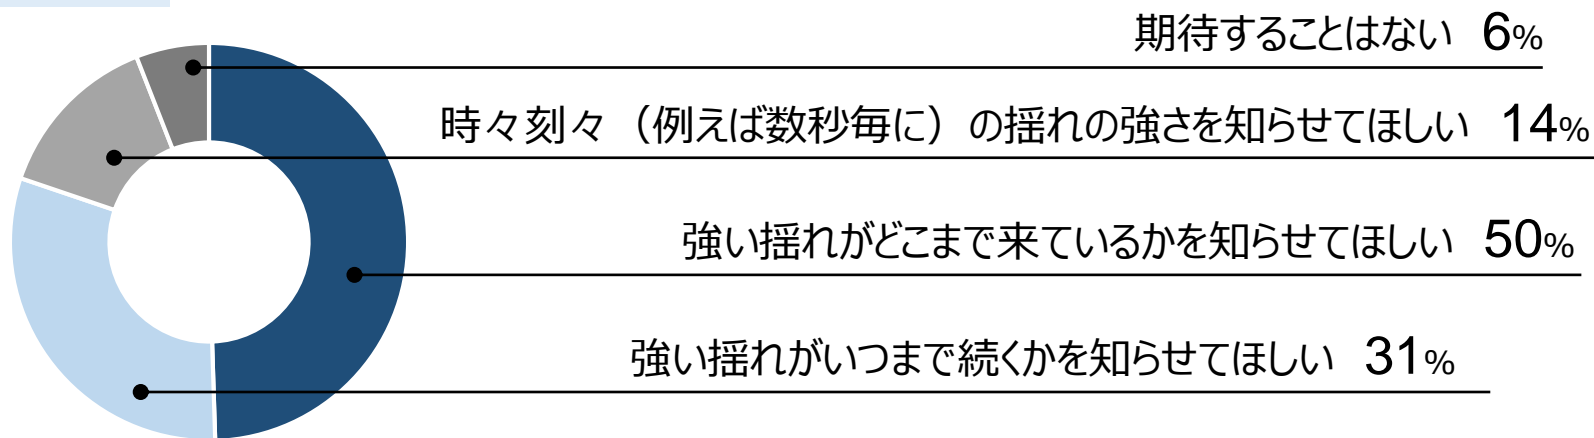 期待することはない 6%
時々刻々（例えば数秒毎に）の揺れの強さを知らせてほしい 14%
強い揺れがどこまで来ているかを知らせてほしい 50%
強い揺れがいつまで続くかを知らせてほしい 31%